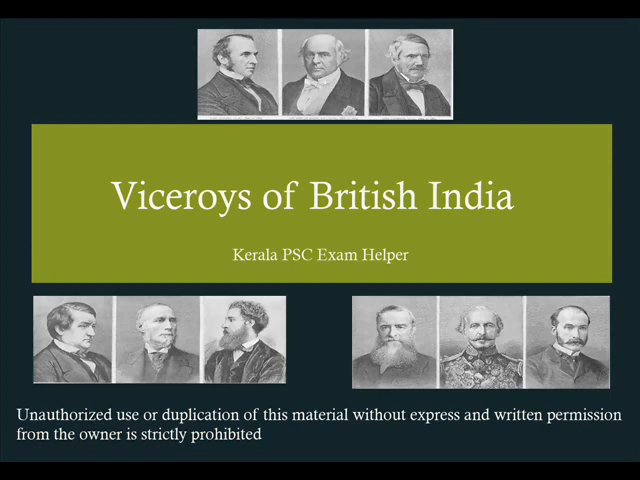 Viceroys of British India
Kerala PSC Exam Helper
Unauthorized use or duplication of this material without express and written permission
from the owner is strictly prohibited